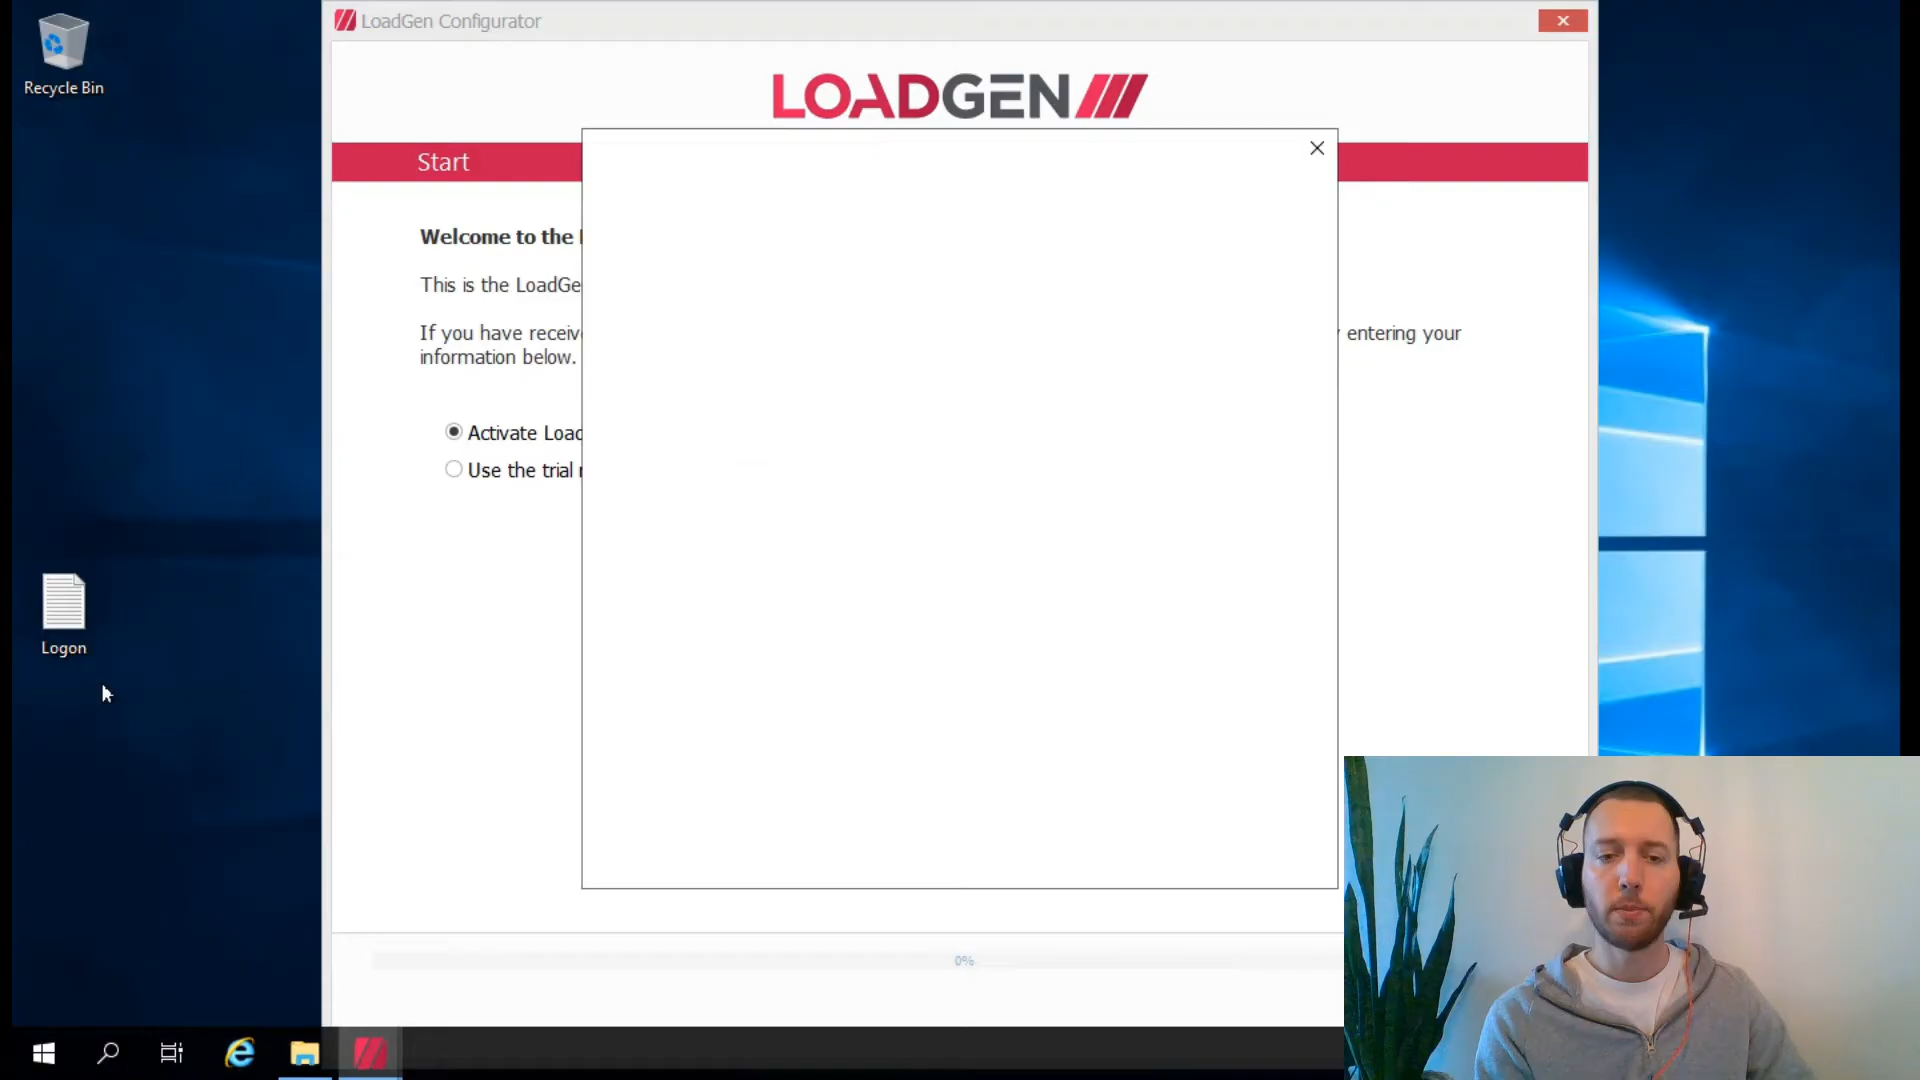 Recycle Bin
LoadGen Configurator
LOADGEN
Start
Welcome to the
This is the LoadGe
If you have receiv
entering your
information below.
Activate Load
Use the trial
Logon
0%